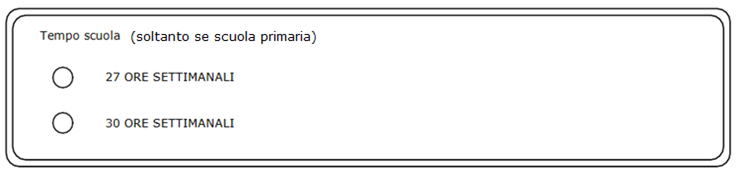 Tempo scuola (soltanto se scuola primaria)
27 ORE SETTIMANALI
30 ORE SETTIMANALI